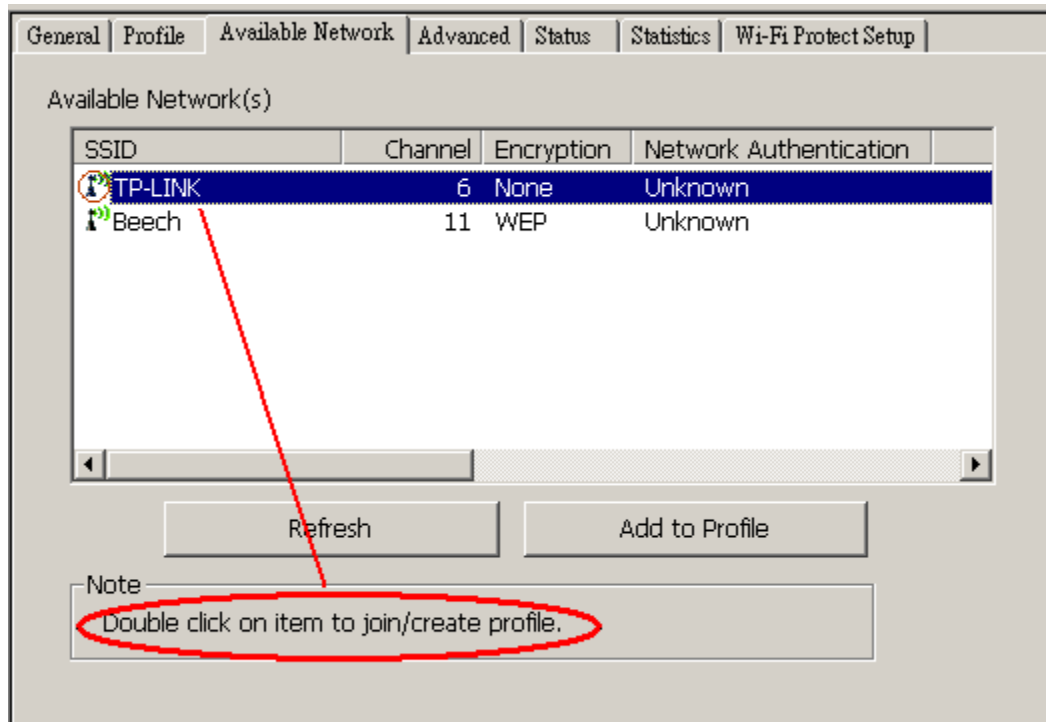 General Profile Available Network Advanced Status Statistics Wi-Fi Protect Setup
Available Network(s)
SSID Channel Encryption Network Authentication
TP-LINK 6 None Unknown
Beech 11 WEP Unknown
Refresh Add to Profile
Note
Double click on item to join/create profile.